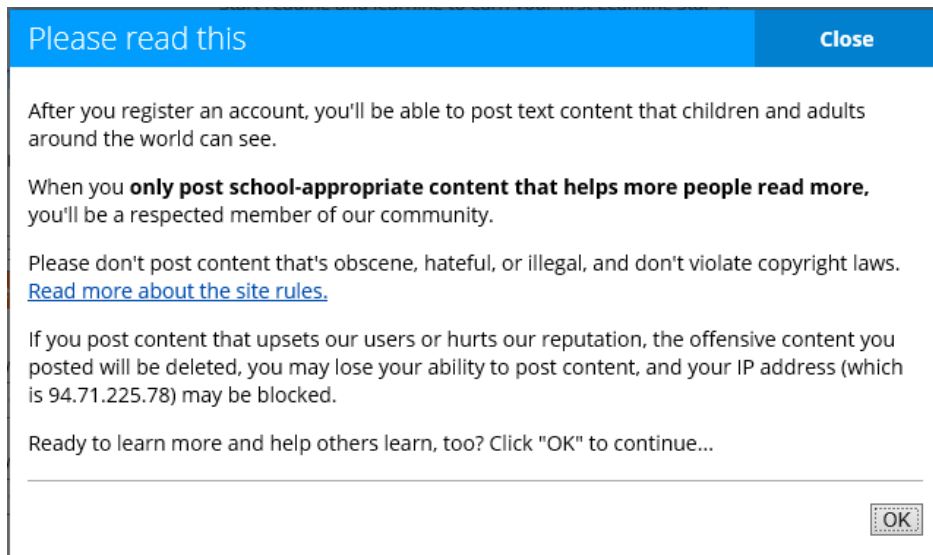 Please read this
Close
After you register an account, you'll be able to post text content that children and adults
around the world can see.
When you only post school-appropriate content that helps more people read more,
you'll be a respected member of our community.
Please don't post content that's obscene, hateful, or illegal, and don't violate copyright laws.
Read more about the site rules.
If you post content that upsets our users or hurts our reputation, the offensive content you
posted will be deleted, you may lose your ability to post content, and your IP address (which
is 94.71.225.78) may be blocked.
Ready to learn more and help others learn, too? Click "OK" to continue...
OK